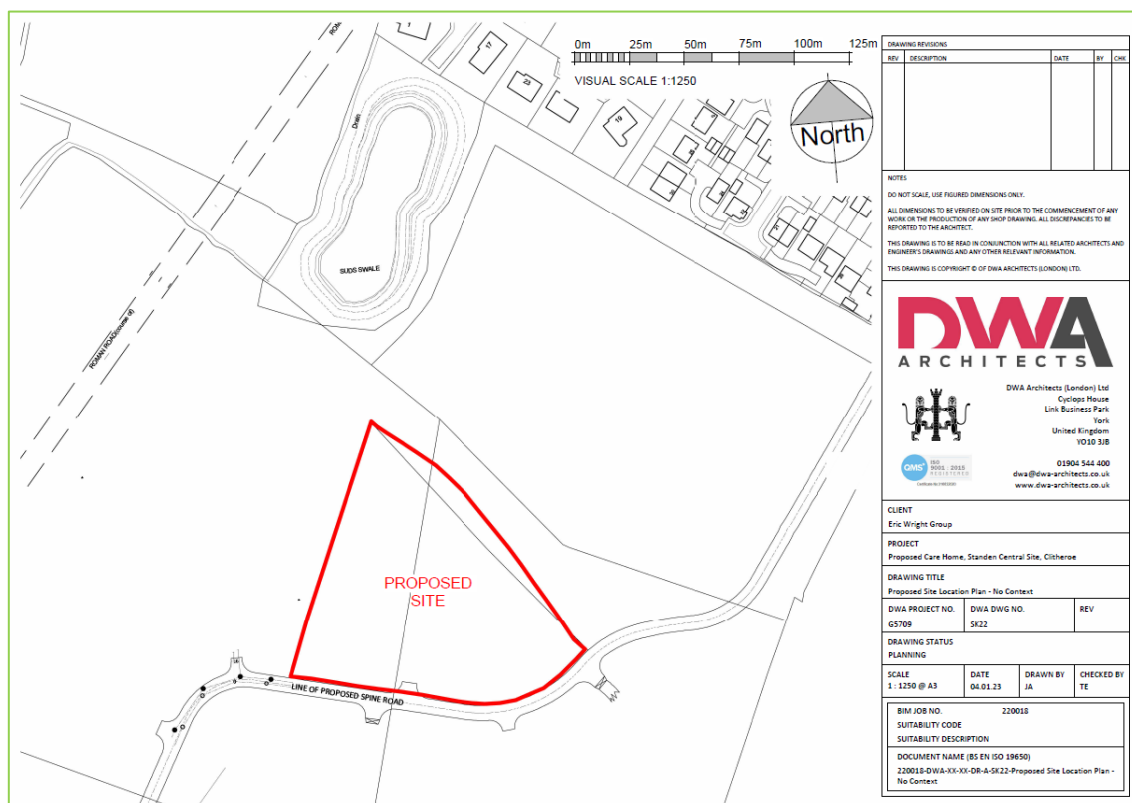 0m 25m 50m 75m 100m 125m
VISUAL SCALE 1:1250
North
17
23
19
Drain
SUDS SWALE
ROMAN ROAD(course of)
PROPOSED
SITE
LINE OF PROPOSED SPINE ROAD
DRAWING REVISIONS
REV DESCRIPTION DATE BY CHK
NOTES
DO NOT SCALE, USE FIGURED DIMENSIONS ONLY.
ALL DIMENSIONS TO BE VERIFIED ON SITE PRIOR TO THE COMMENCEMENT OF ANY
WORK OR THE PRODUCTION OF ANY SHOP DRAWING. ALL DISCREPANCIES TO BE
REPORTED TO THE ARCHITECT.
THIS DRAWING IS TO BE READ IN CONJUNCTION WITH ALL RELATED ARCHITECTS AND
ENGINEER'S DRAWINGS AND ANY OTHER RELEVANT INFORMATION.
THIS DRAWING IS COPYRIGHT © OF DWA ARCHITECTS (LONDON) LTD.
DWA
ARCHITECTS
DWA Architects (London) Ltd
Cyclops House
Link Business Park
York
United Kingdom
YO10 3JB
QMS
ISO
9001 : 2015
REGISTERED
01904 544 400
dwa@dwa-architects.co.uk
www.dwa-architects.co.uk
CLIENT
Eric Wright Group
PROJECT
Proposed Care Home, Standen Central Site, Clitheroe
DRAWING TITLE
Proposed Site Location Plan - No Context
DWA PROJECT NO. DWA DWG NO. REV
G5709 SK22
DRAWING STATUS
PLANNING
SCALE DATE DRAWN BY CHECKED BY
1 : 1250 @ A3 04.01.23 JA TE
BIM JOB NO. 220018
SUITABILITY CODE
SUITABILITY DESCRIPTION
DOCUMENT NAME (BS EN ISO 19650)
220018-DWA-XX-XX-DR-A-SK22-Proposed Site Location Plan -
No Context